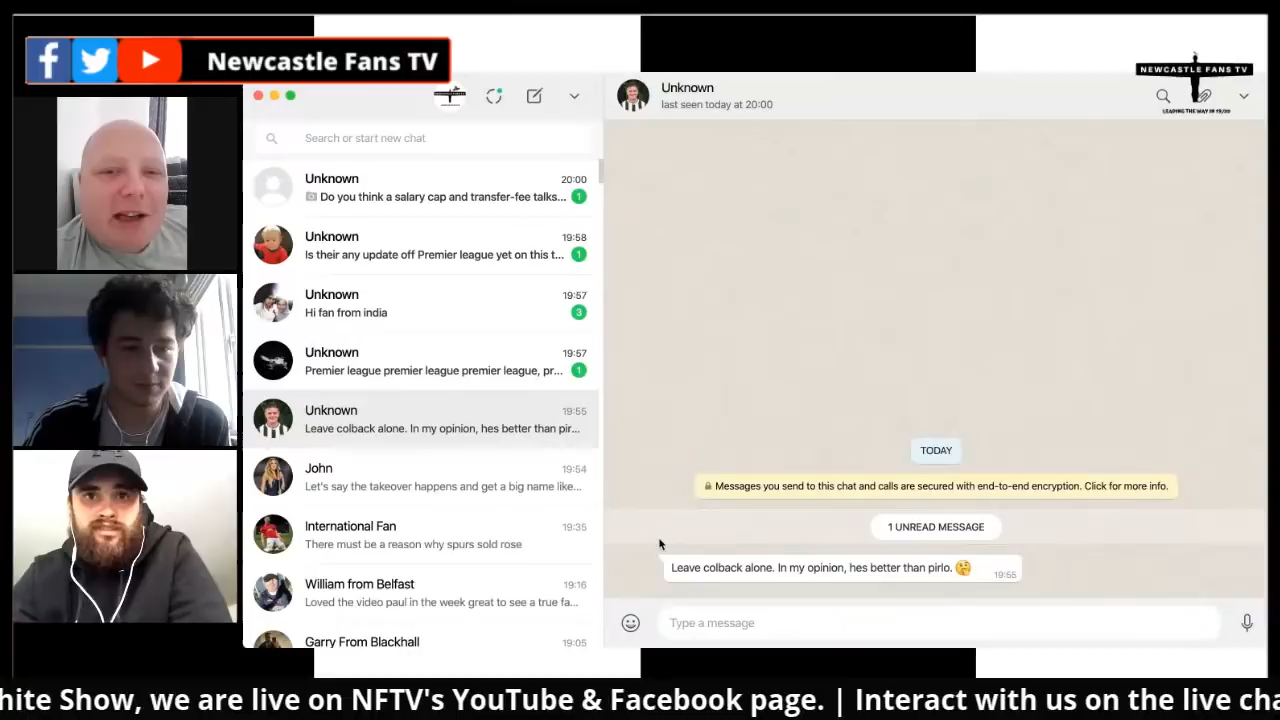 Newcastle Fans TV
NEWCASTLE FANS TV
LEADING THE WAY IN 19/20
Search or start new chat
Unknown
20:00
Do you think a salary cap and transfer-fee talks...
1
Unknown
19:58
Is their any update off Premier league yet on this t...
1
Unknown
19:57
Hi fan from india
3
Unknown
19:57
Premier league premier league premier league, pr...
1
Unknown
19:55
Leave colback alone. In my opinion, hes better than pir...
John
19:54
Let's say the takeover happens and get a big name like...
International Fan
19:35
There must be a reason why spurs sold rose
William from Belfast
19:16
Loved the video paul in the week great to see a true fa...
Garry From Blackhall
19:05
Unknown
last seen today at 20:00
TODAY
Messages you send to this chat and calls are secured with end-to-end encryption. Click for more info.
1 UNREAD MESSAGE
Leave colback alone. In my opinion, hes better than pirlo. 🤔
19:55
Type a message
hite Show, we are live on NFTV's YouTube & Facebook page. | Interact with us on the live cha